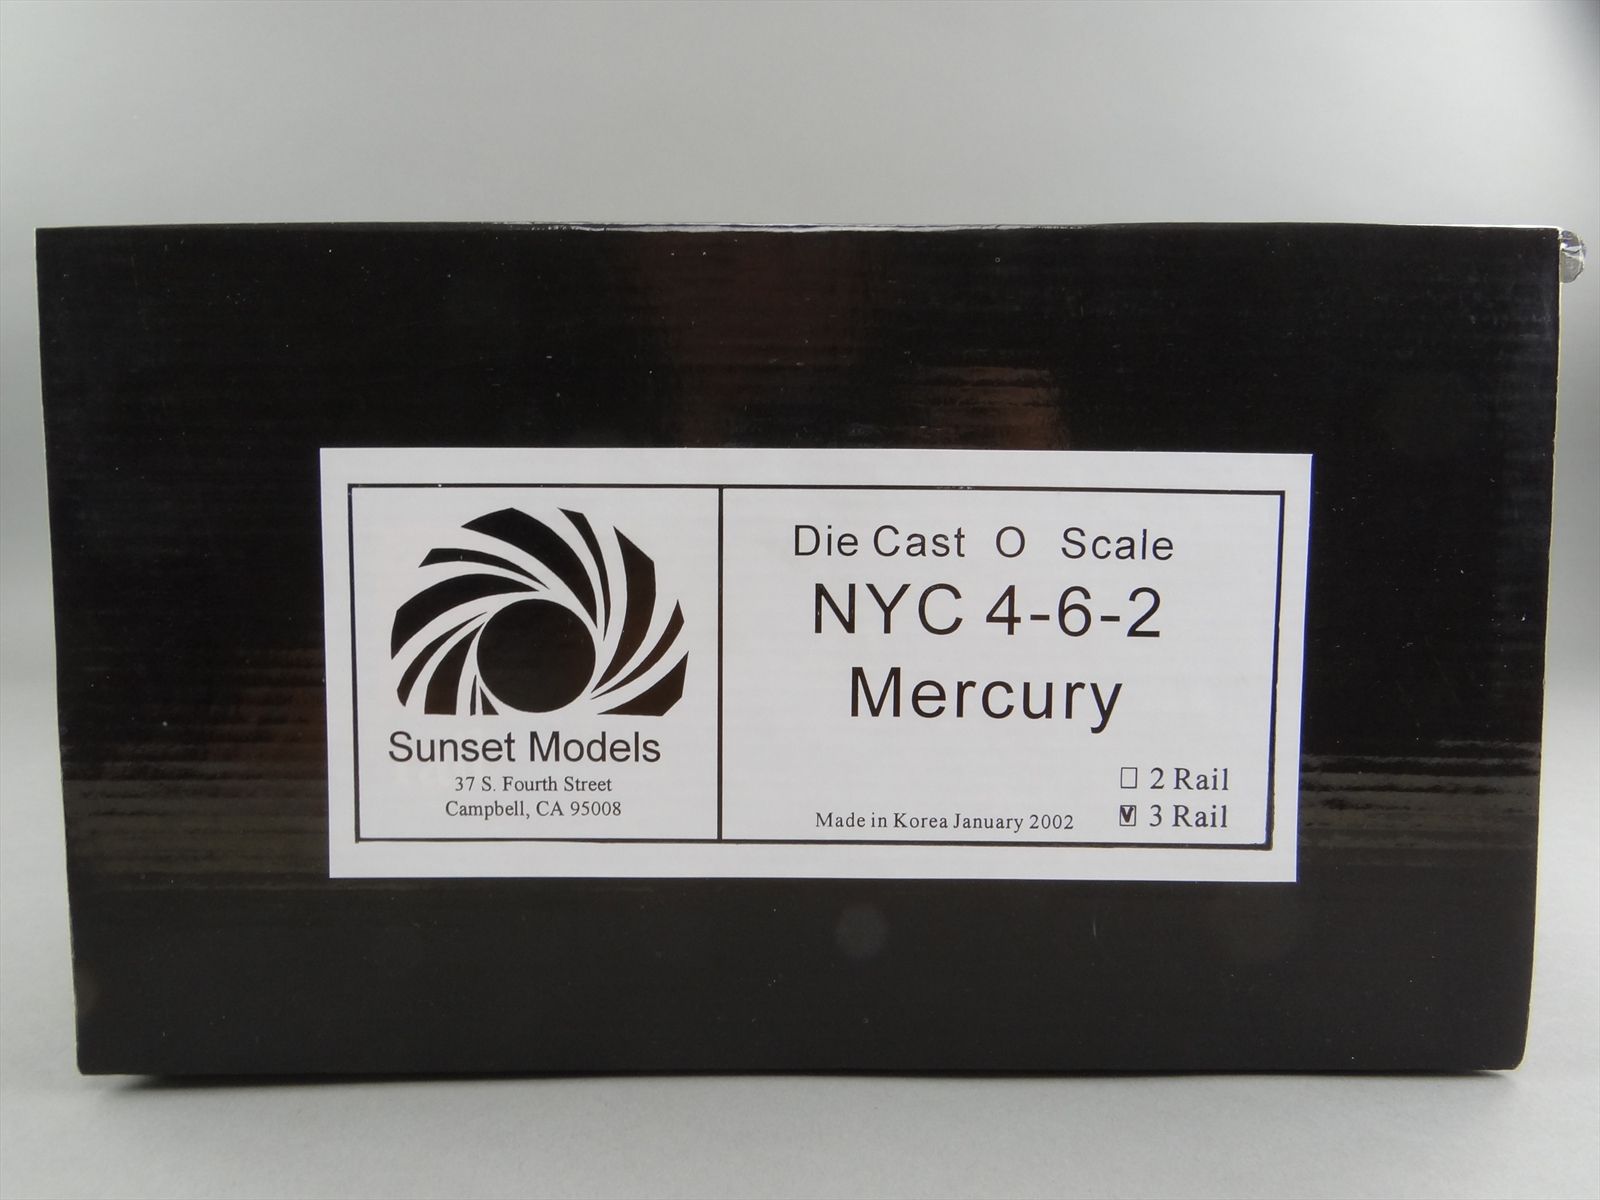 Sunset Models
37 S. Fourth Street
Campbell, CA 95008
Die Cast O Scale
NYC 4-6-2
Mercury
2 Rail
3 Rail
Made in Korea January 2002